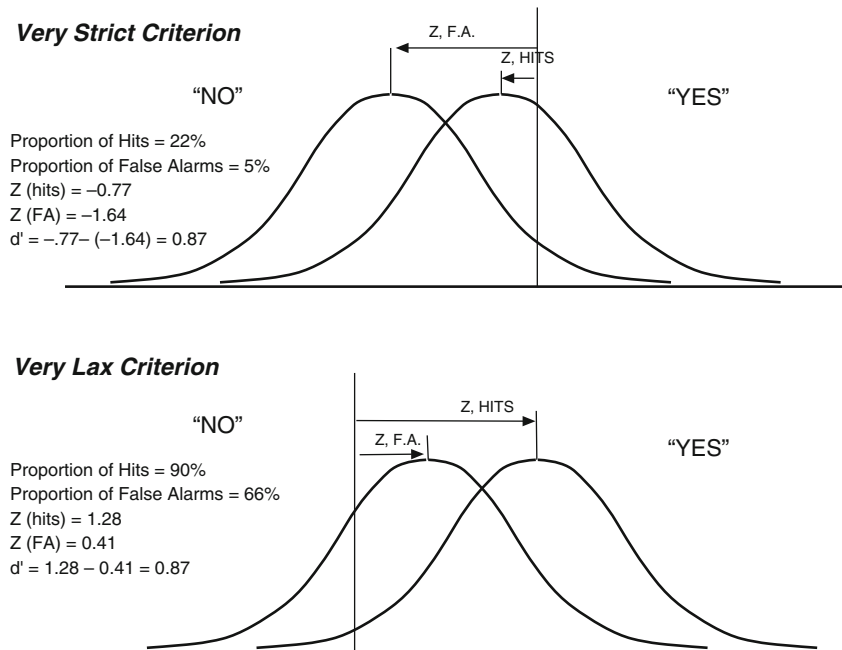 Very Strict Criterion
Z, F.A.
Z, HITS
“NO”
“YES”
Proportion of Hits = 22%
Proportion of False Alarms = 5%
Z (hits) = –0.77
Z (FA) = –1.64
d' = –.77– (–1.64) = 0.87
Very Lax Criterion
Z, HITS
“NO”
Z, F.A.
“YES”
Proportion of Hits = 90%
Proportion of False Alarms = 66%
Z (hits) = 1.28
Z (FA) = 0.41
d' = 1.28 – 0.41 = 0.87